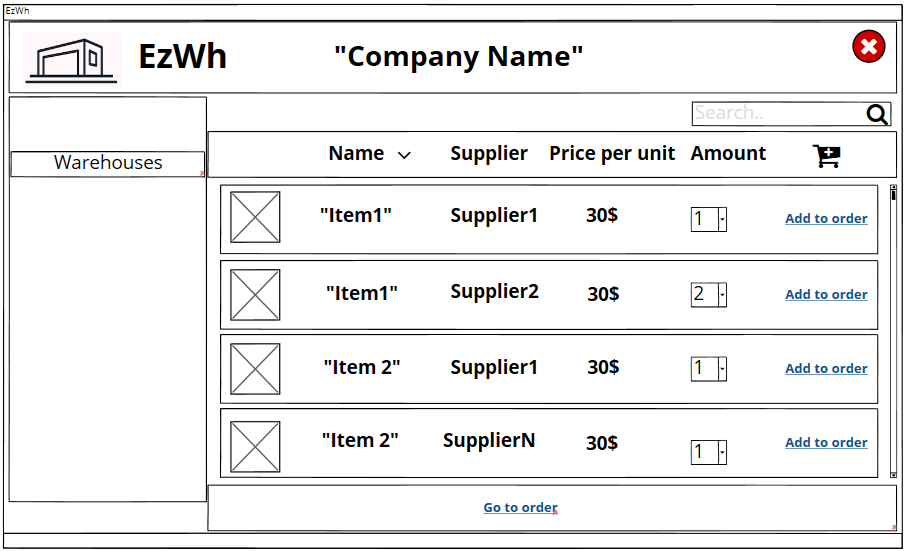 EzWh
EzWh "Company Name"
Search..
Warehouses
Name Supplier Price per unit Amount
"Item1" Supplier1 30$ 1 Add to order
"Item1" Supplier2 30$ 2 Add to order
"Item 2" Supplier1 30$ 1 Add to order
"Item 2" SupplierN 30$ 1 Add to order
Go to order